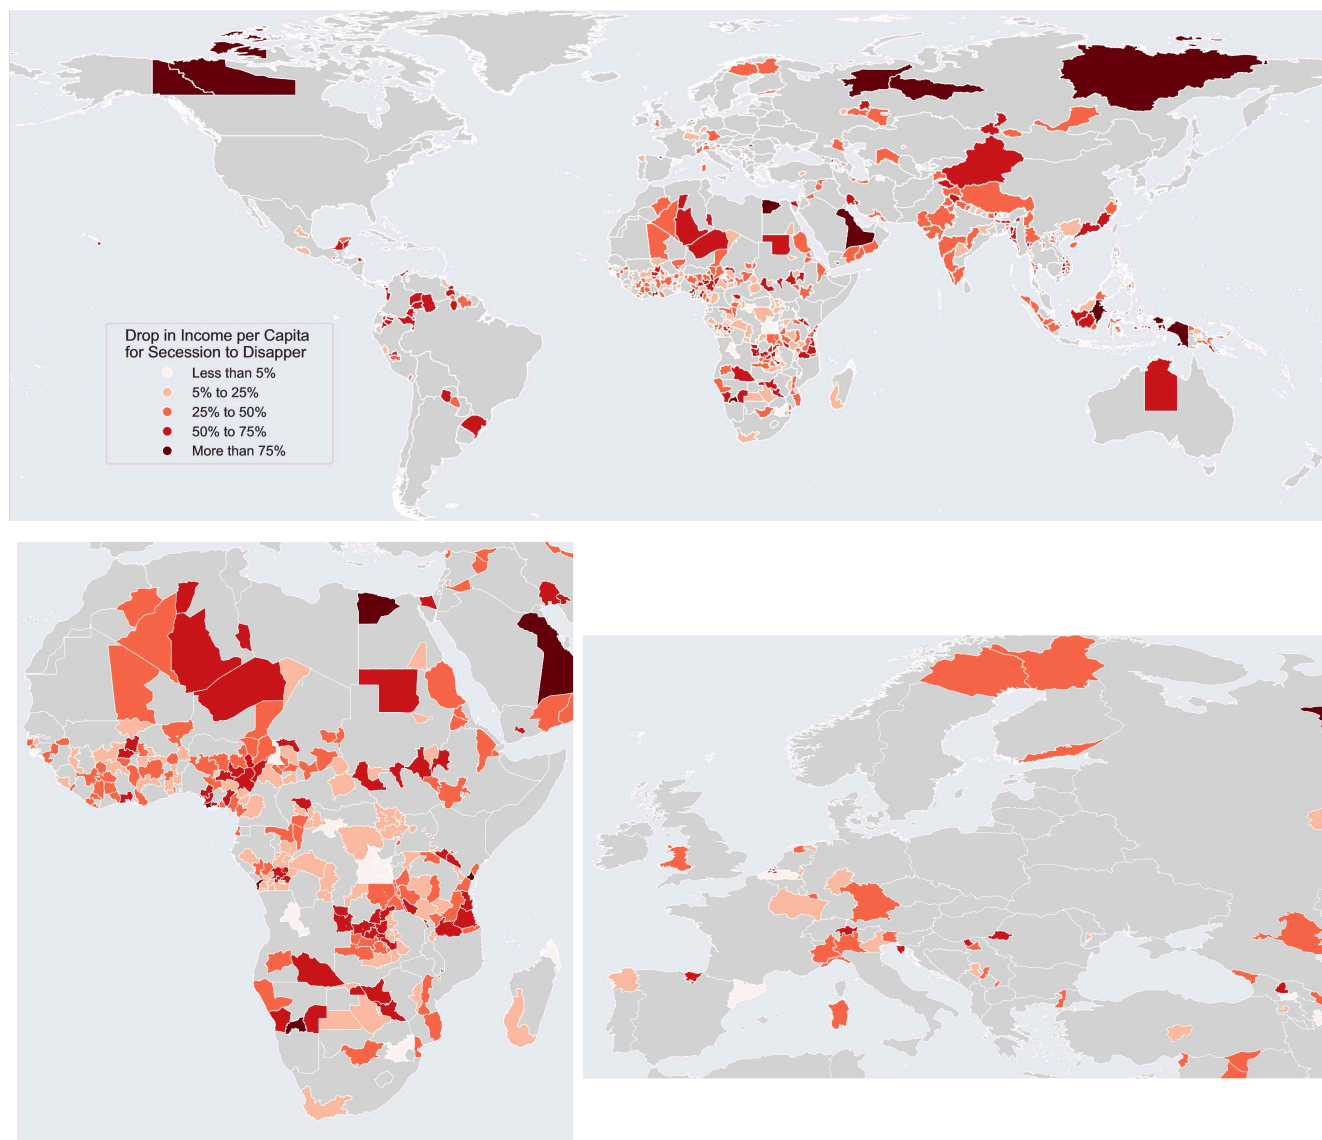 Drop in Income per Capita
for Secession to Disapper
Less than 5%
5% to 25%
25% to 50%
50% to 75%
More than 75%